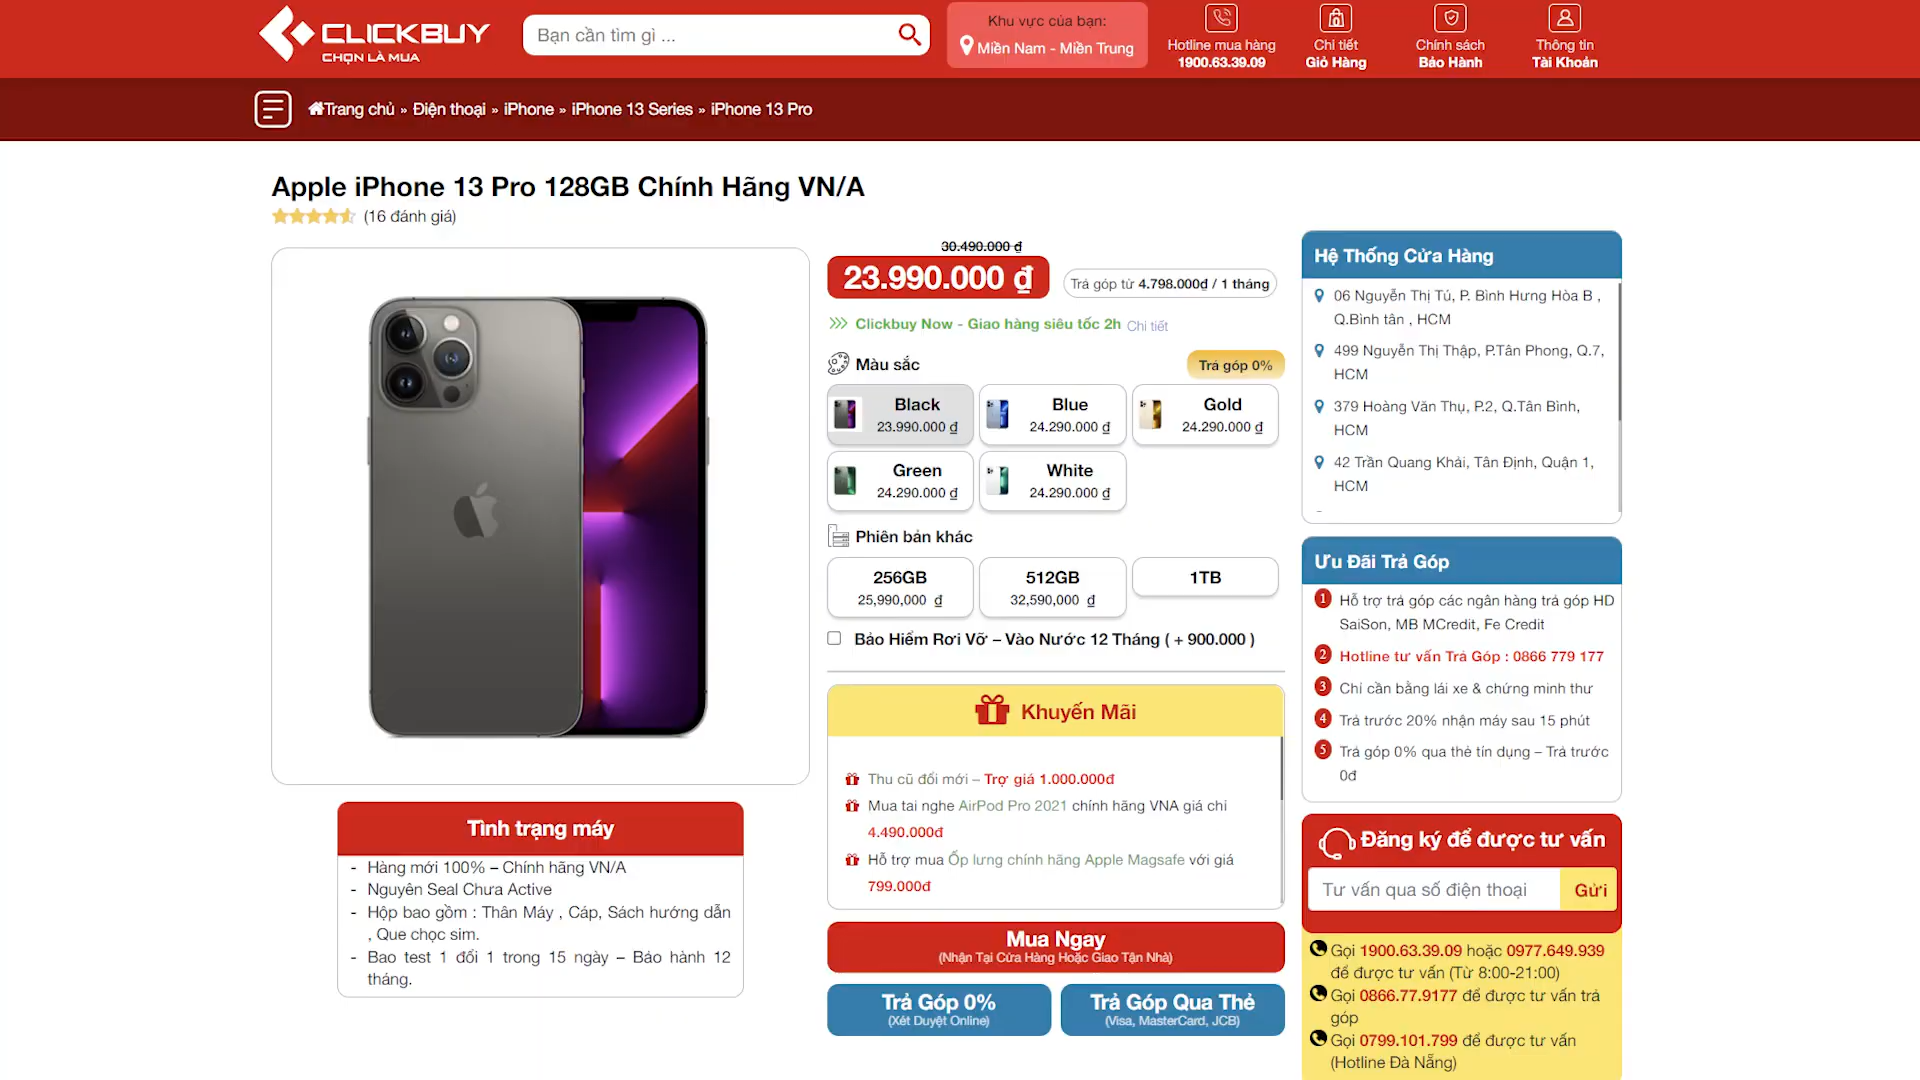 CLICKBUY
CHỌN LÀ MUA
Bạn cần tìm gì ...
Khu vực của bạn:
Miền Nam - Miền Trung
Hotline mua hàng
1900.63.39.09
Chi tiết
Giỏ Hàng
Chính sách
Bảo Hành
Thông tin
Tài Khoản
Trang chủ » Điện thoại » iPhone » iPhone 13 Series » iPhone 13 Pro
Apple iPhone 13 Pro 128GB Chính Hãng VN/A
(16 đánh giá)
30.490.000 ₫
23.990.000 ₫
Trả góp từ 4.798.000₫ / 1 tháng
Clickbuy Now - Giao hàng siêu tốc 2h Chi tiết
Màu sắc
Trả góp 0%
Black
23.990.000 ₫
Blue
24.290.000 ₫
Gold
24.290.000 ₫
Green
24.290.000 ₫
White
24.290.000 ₫
Phiên bản khác
256GB
25,990,000 ₫
512GB
32,590,000 ₫
1TB
Bảo Hiểm Rơi Vỡ – Vào Nước 12 Tháng ( + 900.000 )
Khuyến Mãi
Thu cũ đổi mới – Trợ giá 1.000.000đ
Mua tai nghe AirPod Pro 2021 chính hãng VNA giá chỉ
4.490.000đ
Hỗ trợ mua Ốp lưng chính hãng Apple Magsafe với giá
799.000đ
Mua Ngay
(Nhận Tại Cửa Hàng Hoặc Giao Tận Nhà)
Trả Góp 0%
(Xét Duyệt Online)
Trả Góp Qua Thẻ
(Visa, MasterCard, JCB)
Tình trạng máy
- Hàng mới 100% – Chính hãng VN/A
- Nguyên Seal Chưa Active
- Hộp bao gồm : Thân Máy , Cáp, Sách hướng dẫn
, Que chọc sim.
- Bao test 1 đổi 1 trong 15 ngày – Bảo hành 12
tháng.
Hệ Thống Cửa Hàng
06 Nguyễn Thị Tú, P. Bình Hưng Hòa B ,
Q.Bình tân , HCM
499 Nguyễn Thị Thập, P.Tân Phong, Q.7,
HCM
379 Hoàng Văn Thụ, P.2, Q.Tân Bình,
HCM
42 Trần Quang Khải, Tân Định, Quận 1,
HCM
Ưu Đãi Trả Góp
1 Hỗ trợ trả góp các ngân hàng trả góp HD
SaiSon, MB MCredit, Fe Credit
2 Hotline tư vấn Trả Góp : 0866 779 177
3 Chỉ cần bằng lái xe & chứng minh thư
4 Trả trước 20% nhận máy sau 15 phút
5 Trả góp 0% qua thẻ tín dụng – Trả trước
0đ
Đăng ký để được tư vấn
Tư vấn qua số điện thoại
Gửi
Gọi 1900.63.39.09 hoặc 0977.649.939
để được tư vấn (Từ 8:00-21:00)
Gọi 0866.77.9177 để được tư vấn trả
góp
Gọi 0799.101.799 để được tư vấn
(Hotline Đà Nẵng)